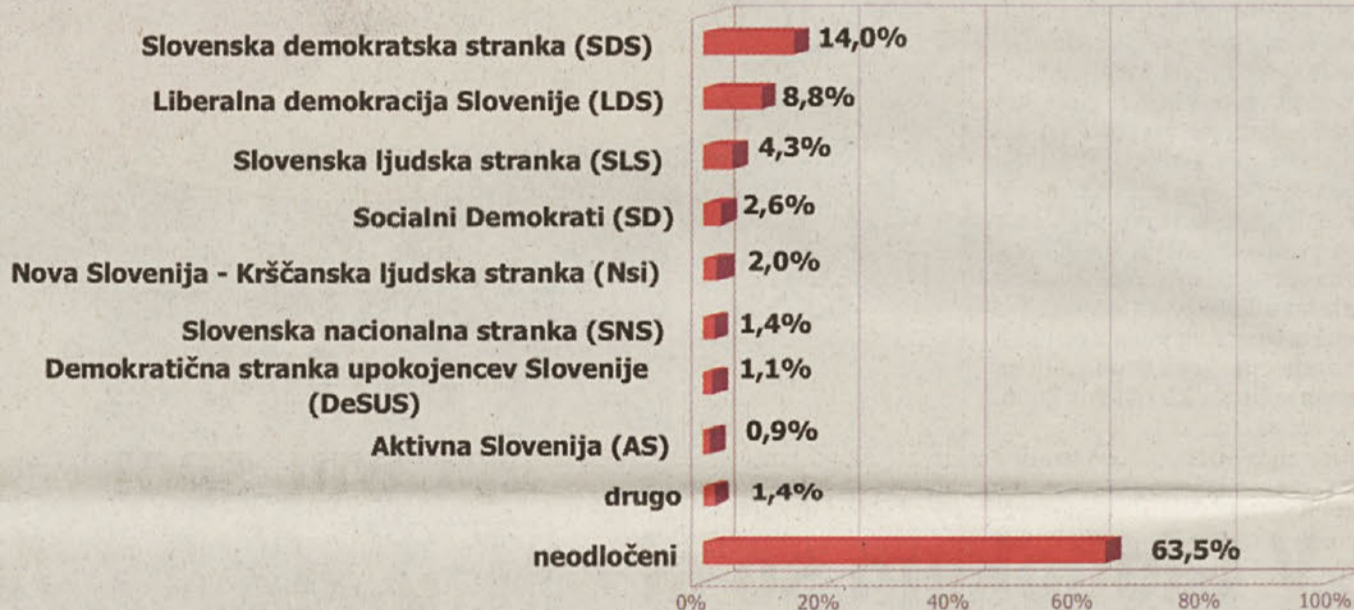 Slovenska demokratska stranka (SDS) 14,0%
Liberalna demokracija Slovenije (LDS) 8,8%
Slovenska ljudska stranka (SLS) 4,3%
Socialni Demokrati (SD) 2,6%
Nova Slovenija - Krščanska ljudska stranka (Nsi) 2,0%
Slovenska nacionalna stranka (SNS) 1,4%
Demokratična stranka upokojencev Slovenije
(DeSUS) 1,1%
Aktivna Slovenija (AS) 0,9%
drugo 1,4%
neodločeni 63,5%
0% 20% 40% 60% 80% 100%